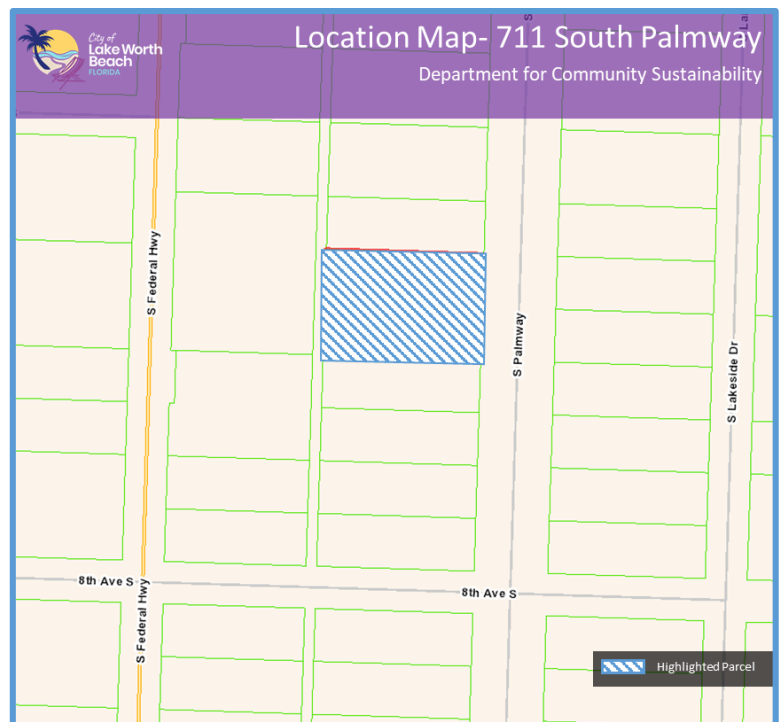 City of
Lake Worth
Beach
FLORIDA
Location Map- 711 South Palmway
Department for Community Sustainability
S
La
S Federal Hwy
S Palmway
S Lakeside Dr
8th Ave S
8th Ave S
S Federal Hwy
Highlighted Parcel